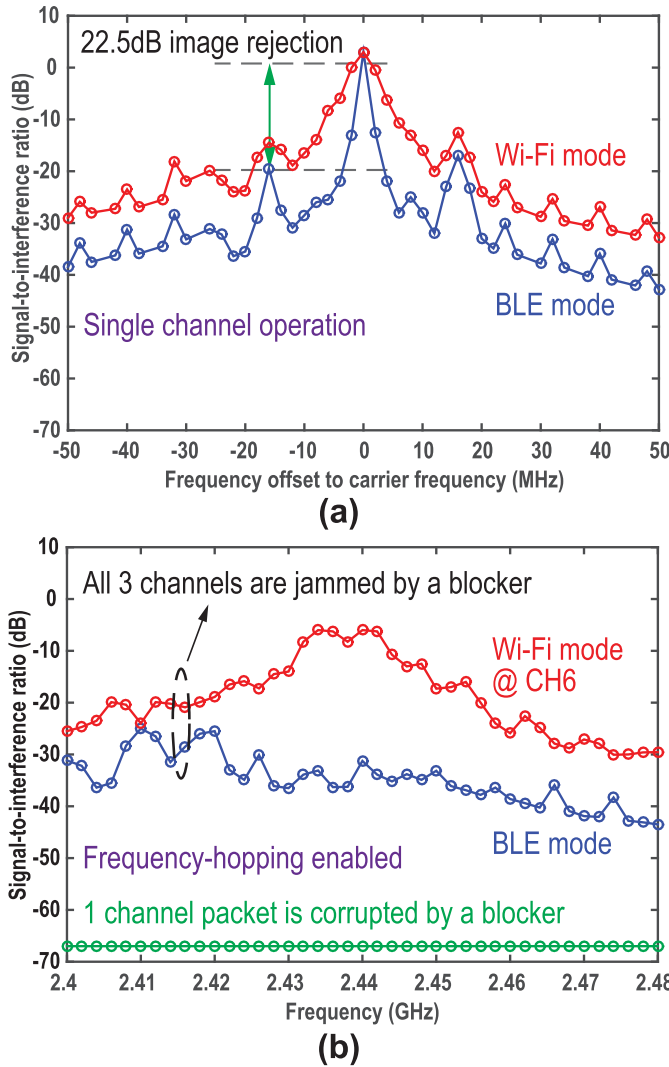 10
22.5dB image rejection
0
-10
-20
-30
-40
-50
-60
-70
Signal-to-interference ratio (dB)
Wi-Fi mode
BLE mode
Single channel operation
-50 -40 -30 -20 -10 0 10 20 30 40 50
Frequency offset to carrier frequency (MHz)
(a)
10
All 3 channels are jammed by a blocker
0
-10
-20
-30
-40
-50
-60
-70
Signal-to-interference ratio (dB)
Wi-Fi mode
@ CH6
BLE mode
Frequency-hopping enabled
1 channel packet is corrupted by a blocker
2.4 2.41 2.42 2.43 2.44 2.45 2.46 2.47 2.48
Frequency (GHz)
(b)